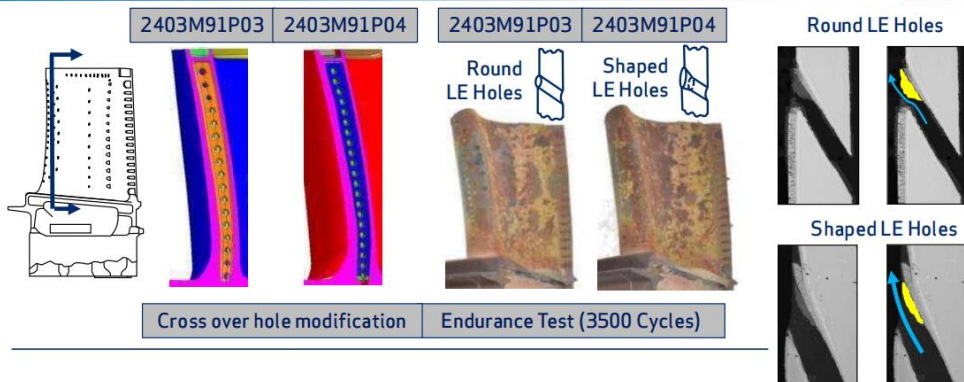 2403M91P03
2403M91P04
2403M91P03
2403M91P04
Round LE Holes
Round
LE Holes
Shaped
LE Holes
Shaped LE Holes
Cross over hole modification
Endurance Test (3500 Cycles)